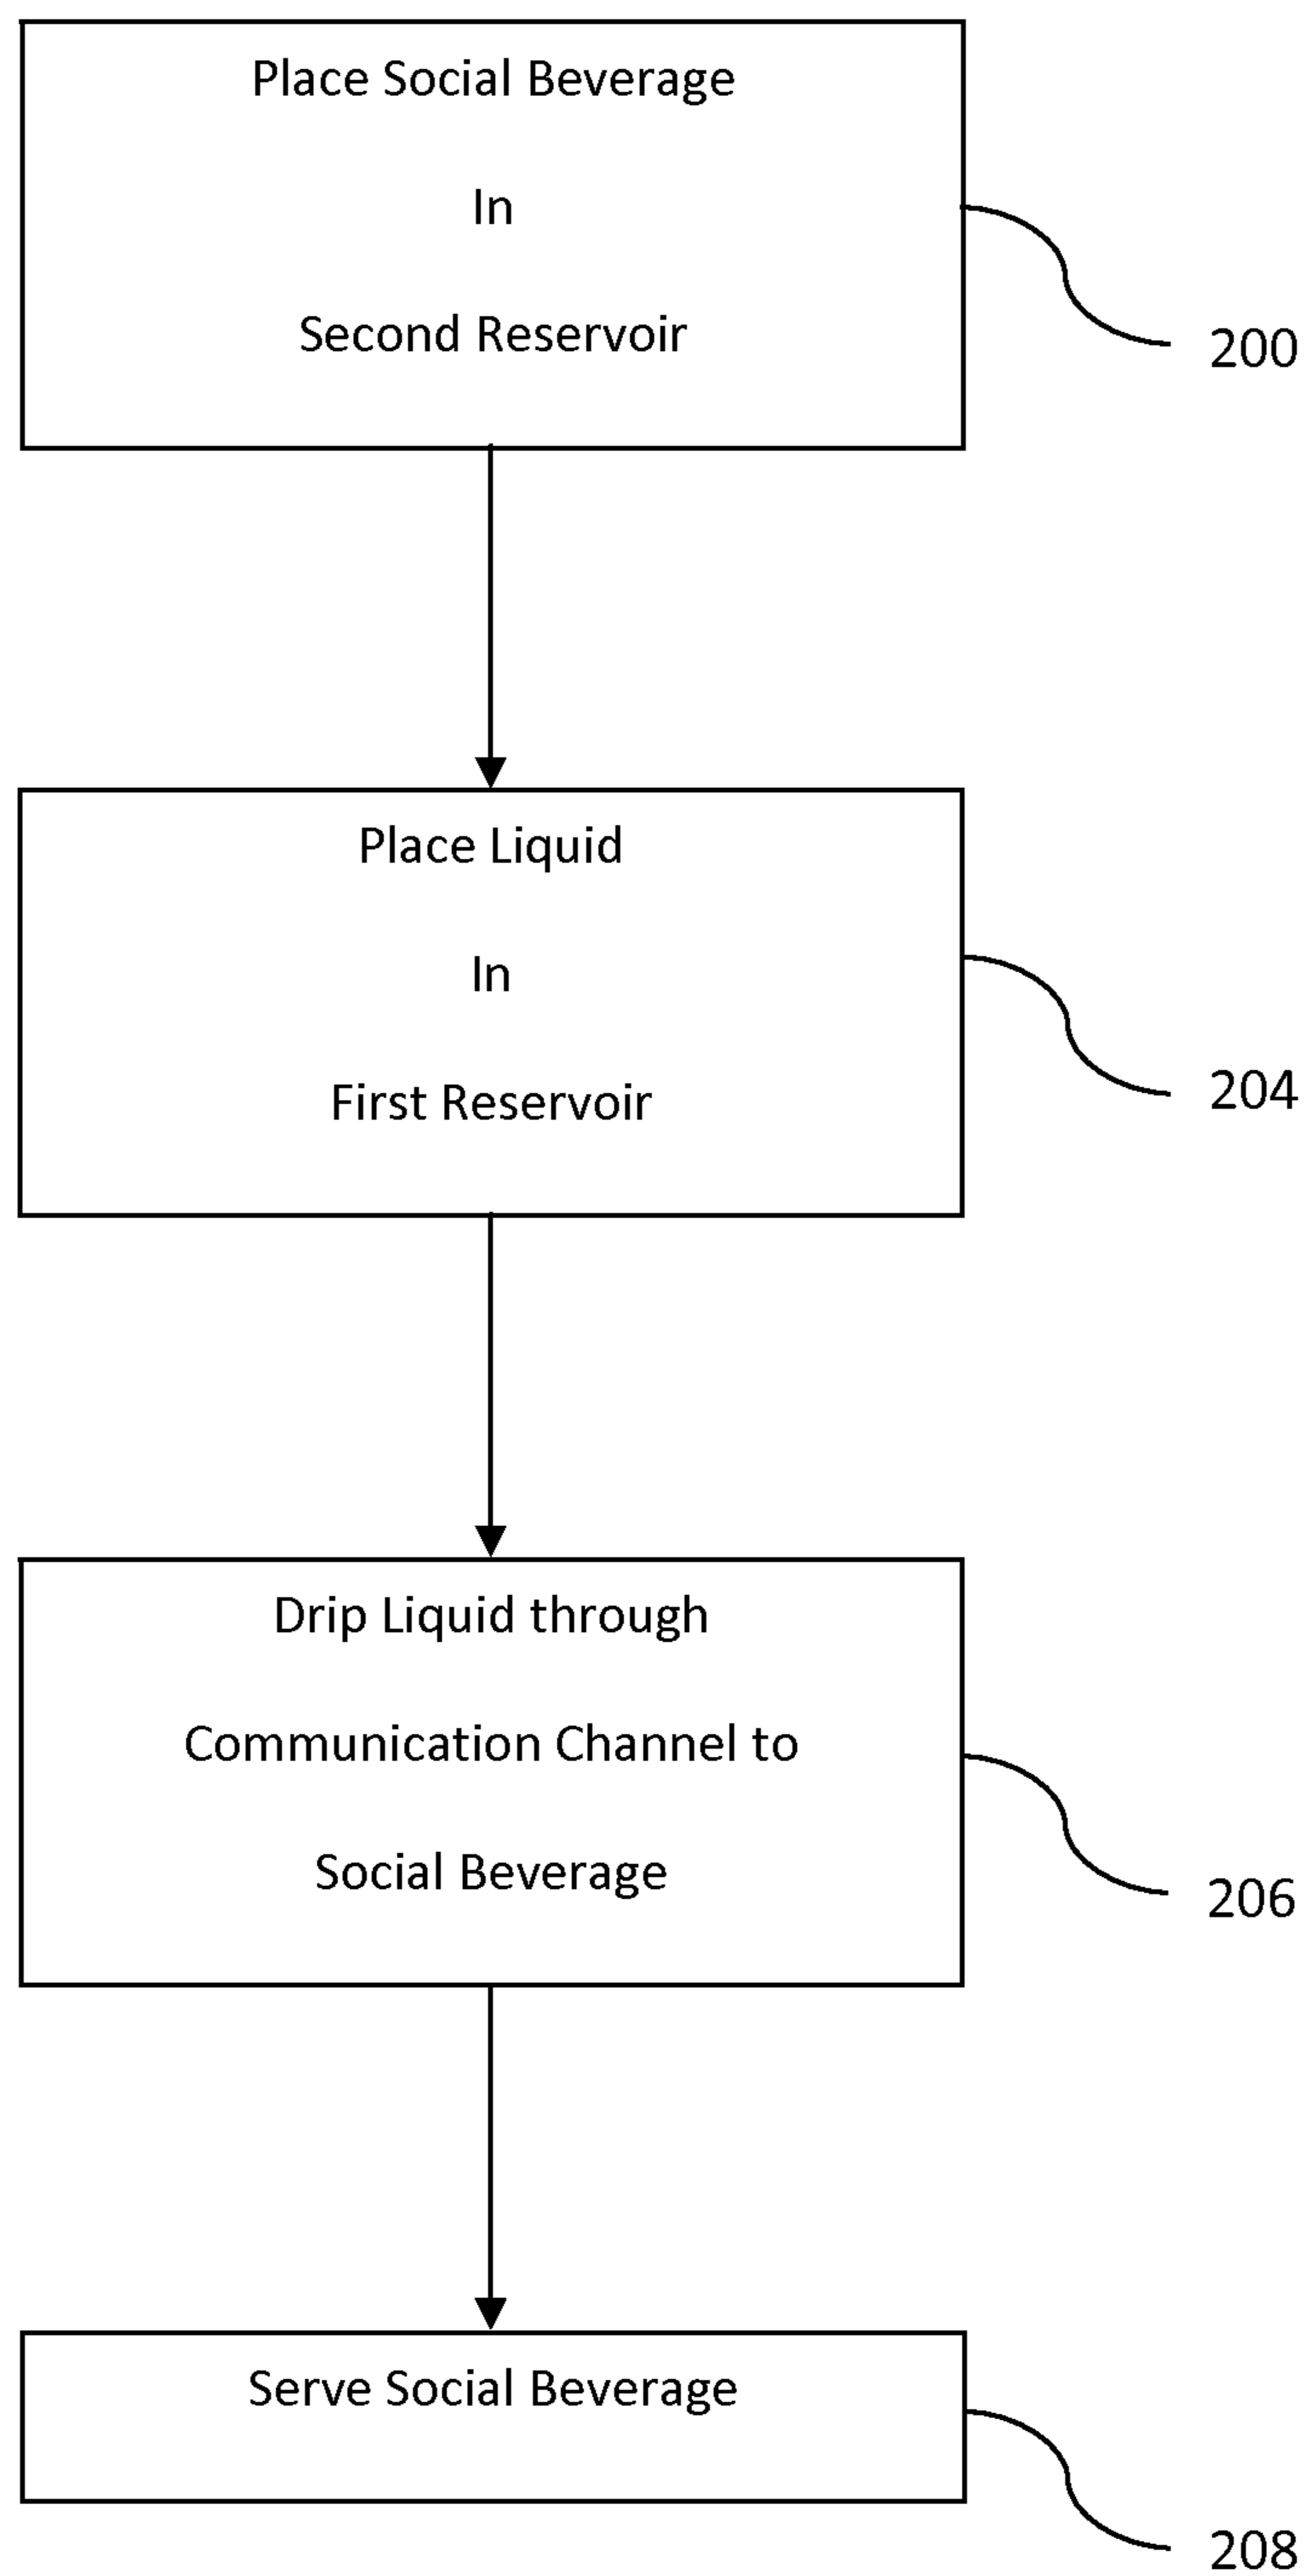 Place Social Beverage
In
Second Reservoir
200
Place Liquid
In
First Reservoir
204
Drip Liquid through
Communication Channel to
Social Beverage
206
Serve Social Beverage
208